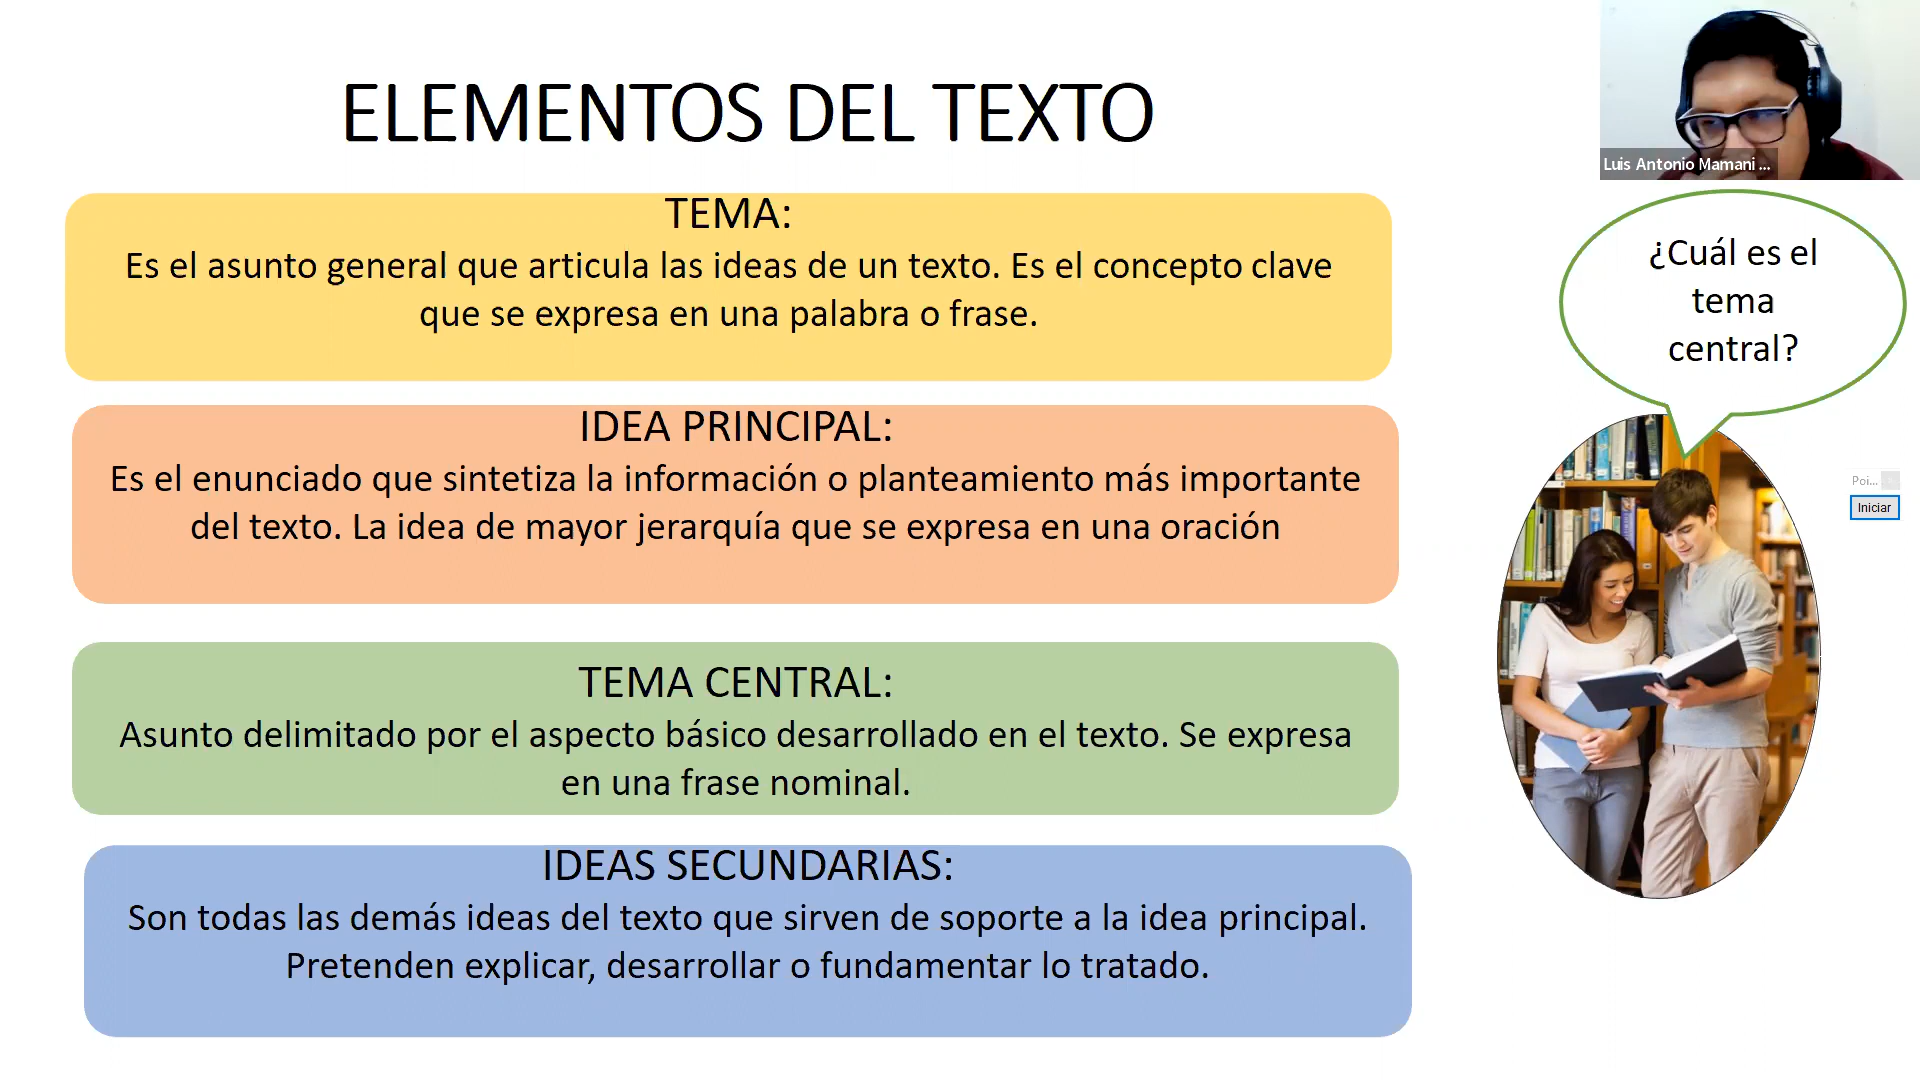 ELEMENTOS DEL TEXTO
TEMA:
Es el asunto general que articula las ideas de un texto. Es el concepto clave
que se expresa en una palabra o frase.
IDEA PRINCIPAL:
Es el enunciado que sintetiza la información o planteamiento más importante
del texto. La idea de mayor jerarquía que se expresa en una oración
TEMA CENTRAL:
Asunto delimitado por el aspecto básico desarrollado en el texto. Se expresa
en una frase nominal.
IDEAS SECUNDARIAS:
Son todas las demás ideas del texto que sirven de soporte a la idea principal.
Pretenden explicar, desarrollar o fundamentar lo tratado.
Luis Antonio Mamani ...
¿Cuál es el
tema
central?
Poi...
Iniciar